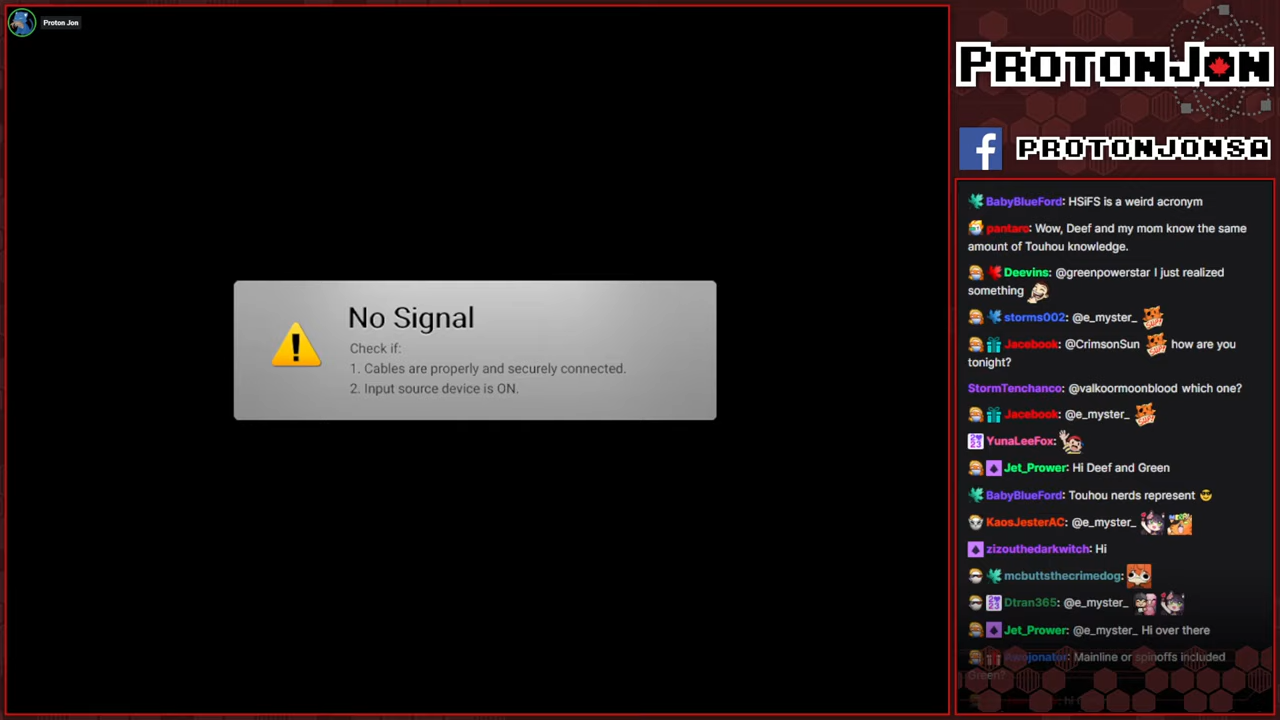 Proton Jon
No Signal
Check if:
1. Cables are properly and securely connected.
2. Input source device is ON.
PROTONJON
f PROTONJONSA
BabyBlueFord: HSiFS is a weird acronym
pantaro: Wow, Deef and my mom know the same
amount of Touhou knowledge.
Deevins: @greenpowerstar I just realized
something
storms002: @e_myster_
Jacebook: @CrimsonSun how are you
tonight?
StormTenchanco: @valkoormoonblood which one?
Jacebook: @e_myster_
YunaLeeFox:
Jet_Prower: Hi Deef and Green
BabyBlueFord: Touhou nerds represent 😎
KaosJesterAC: @e_myster_
zizouthedarkwitch: Hi
mcbuttsthecrimedog:
Dtran365: @e_myster_
Jet_Prower: @e_myster_ Hi over there
Mainline or spinoffs included
Green?
hi